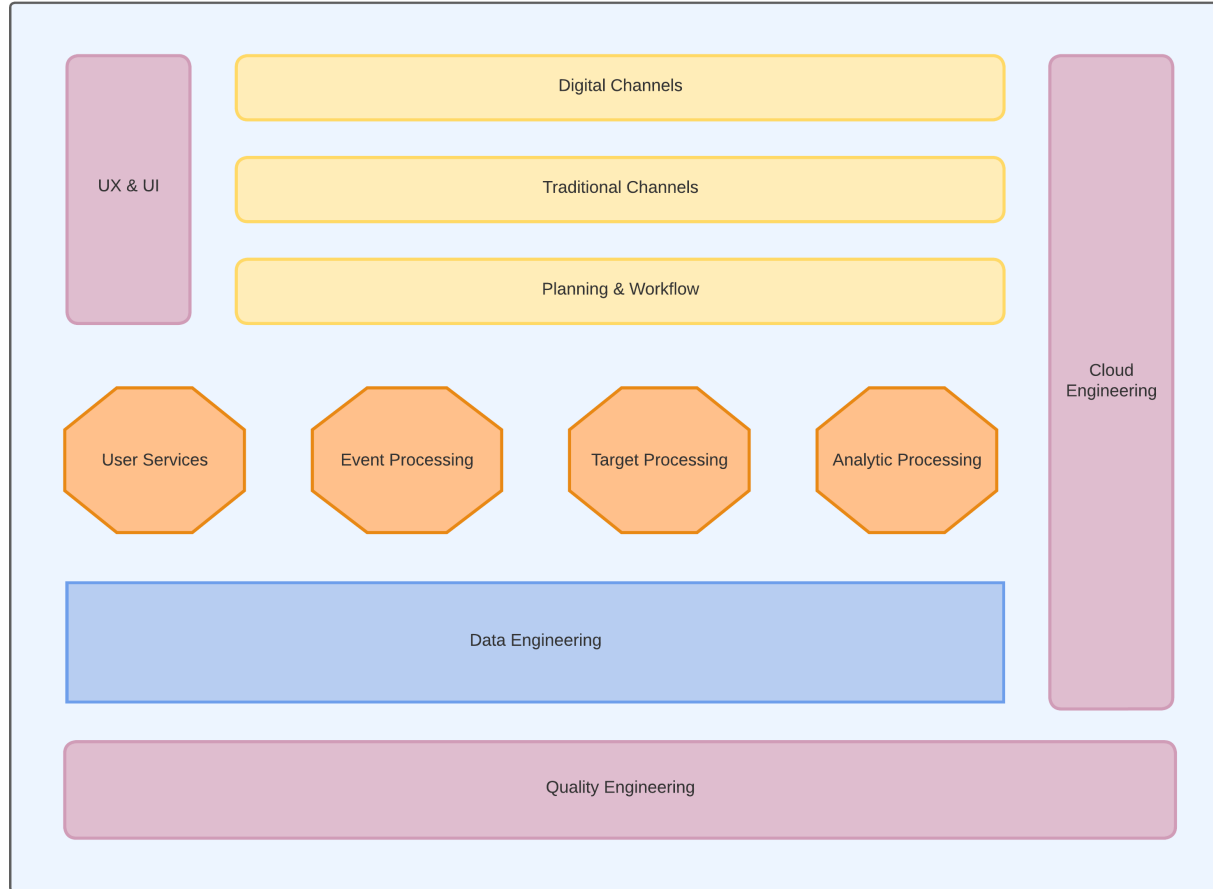 Digital Channels
UX & UI
Traditional Channels
Planning & Workflow
Cloud
Engineering
User Services
Event Processing
Target Processing
Analytic Processing
Data Engineering
Quality Engineering